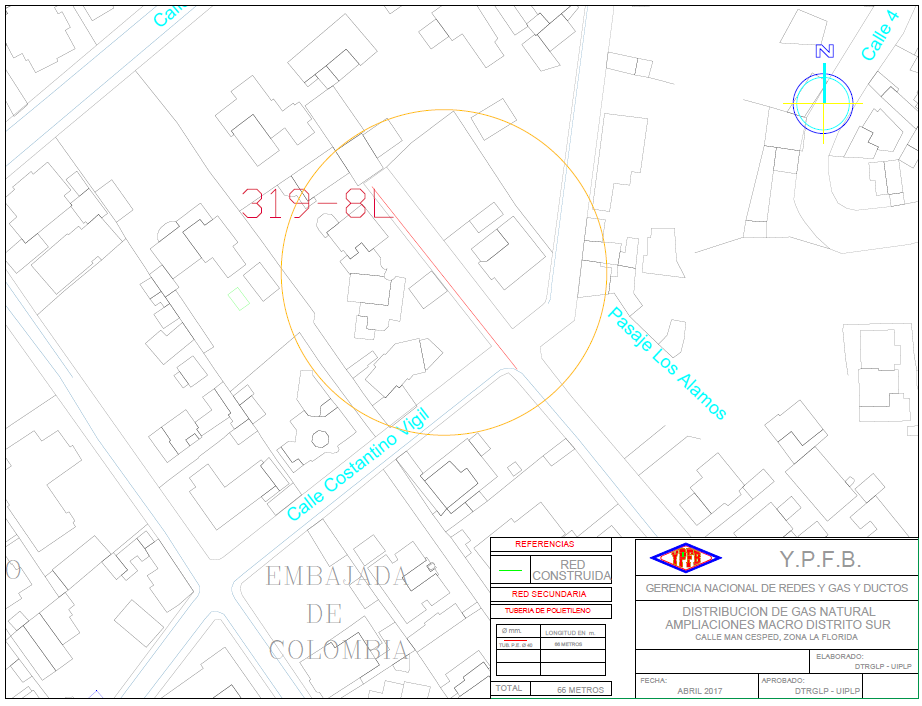 Calle 4
N
319-8L
Pasaje Los Alamos
Calle Costantino Vigil
EMBAJADA
DE
COLOMBIA
O
REFERENCIAS
RED
CONSTRUIDA
RED SECUNDARIA
TUBERIA DE POLIETILENO
Ø mm. LONGITUD EN m.
TUB. P.E. Ø 40 66 METROS
TOTAL 66 METROS
YPFB
Y.P.F.B.
GERENCIA NACIONAL DE REDES Y GAS Y DUCTOS
DISTRIBUCION DE GAS NATURAL
AMPLIACIONES MACRO DISTRITO SUR
CALLE MAN CESPED, ZONA LA FLORIDA
ELABORADO:
DTRGLP - UIPLP
FECHA: APROBADO:
ABRIL 2017 DTRGLP - UIPLP